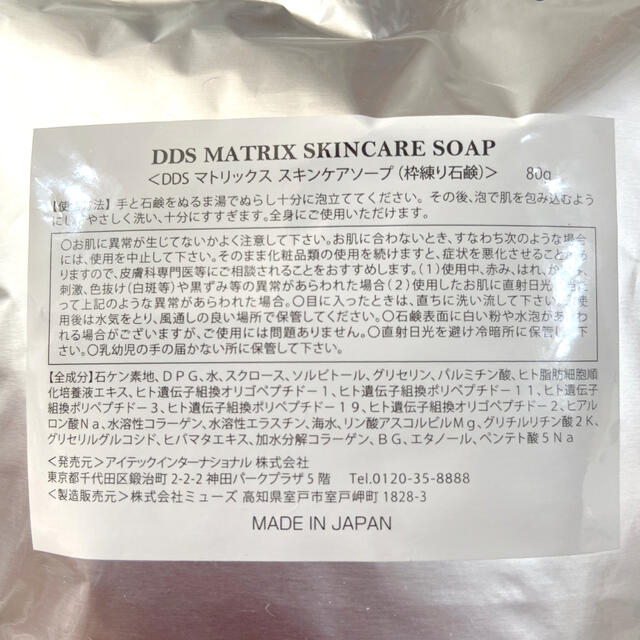 DDS MATRIX SKINCARE SOAP
＜DDS マトリックス スキンケアソープ（枠練り石鹸）＞ 80g
【使 方法】手と石鹸をぬるま湯でぬらし十分に泡立ててください。その後、泡で肌を包み込むよう
に やさしく洗い、十分にすすぎます。全身にご使用いただけます。
〇お肌に異常が生じてないかよく注意して下さい。お肌に合わないとき、すなわち次のような場合
には、使用を中止して下さい。そのまま化粧品類の使用を続けますと、症状を悪化させること
りますので、皮膚科専門医等にご相談されることをおすすめします。（1）使用中、赤み、はれ、か
刺激、色抜け（白斑等）や黒ずみ等の異常があらわれた場合（2）使用したお肌に直射日光
って上記のような異常があらわれた場合。〇目に入ったときは、直ちに洗い流して下さい。
使用後は水気をとり、風通しの良い場所で保管してください。〇石鹸表面に白い粉や水泡があ
れる場合がございますが、ご使用には問題ありません。〇直射日光を避け冷暗所に保管して下
い。〇乳幼児の手の届かない所に保管して下さい。
【全成分】石ケン素地、DPG、水、スクロース、ソルビトール、グリセリン、パルミチン酸、ヒト脂肪細胞順
化培養液エキス、ヒト遺伝子組換オリゴペプチド－1、ヒト遺伝子組換ポリペプチド－11、ヒト遺伝子
組換ポリペプチド－3、ヒト遺伝子組換ポリペプチド－19、ヒト遺伝子組換オリゴペプチド－2、ヒアル
ロン酸Na、水溶性コラーゲン、水溶性エラスチン、海水、リン酸アスコルビルMg、グリチルリチン酸2K、
グリセリルグルコシド、ヒバマタエキス、加水分解コラーゲン、BG、エタノール、ペンテト酸5Na
＜発売元＞アイテックインターナショナル 株式会社
東京都千代田区鍛冶町2-2-2 神田パークプラザ5階 Tel.0120-35-8888
＜製造販売元＞株式会社ミューズ 高知県室戸市室戸岬町 1828-3
MADE IN JAPAN